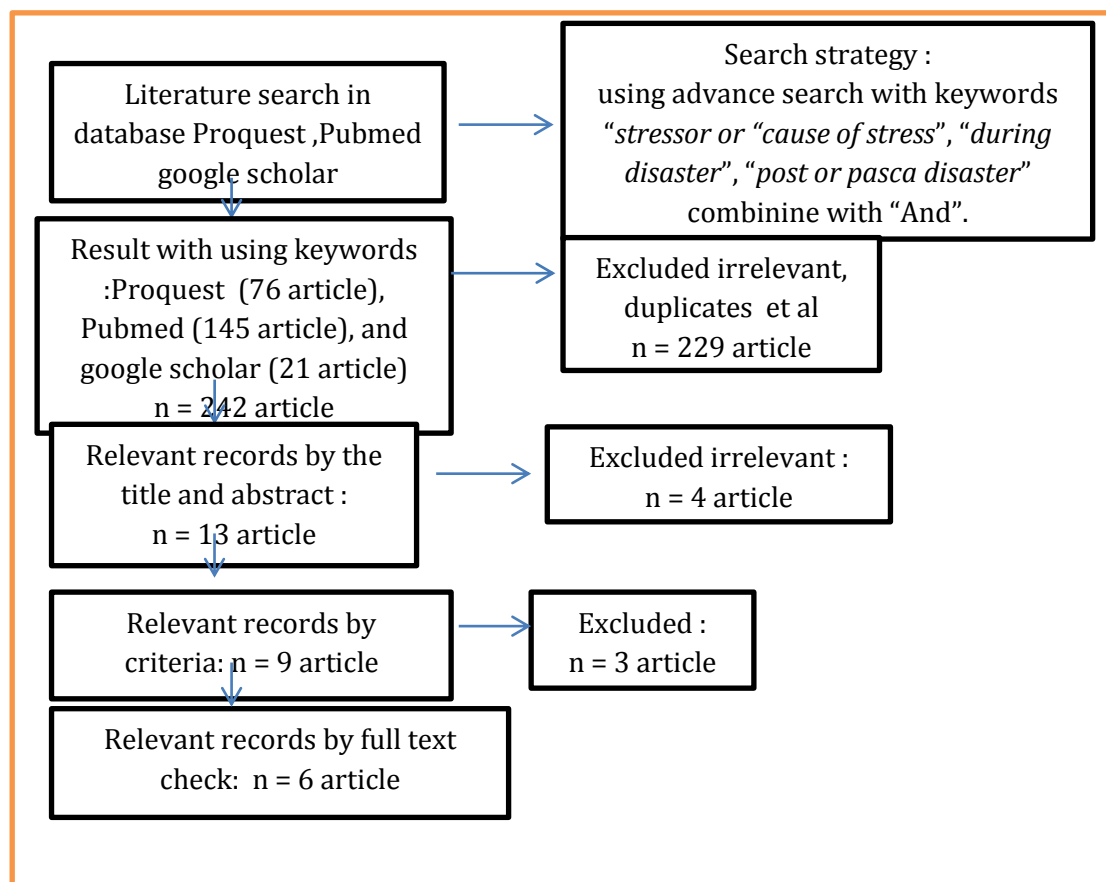 Literature search in
database Proquest ,Pubmed
google scholar
Search strategy :
using advance search with keywords
“stressor or “cause of stress”, “during
disaster”, “post or pasca disaster”
combinine with “And”.
Result with using keywords
:Proquest (76 article),
Pubmed (145 article), and
google scholar (21 article)
n = 242 article
Excluded irrelevant,
duplicates et al
n = 229 article
Relevant records by the
title and abstract :
n = 13 article
Excluded irrelevant :
n = 4 article
Relevant records by
criteria: n = 9 article
Excluded :
n = 3 article
Relevant records by full text
check: n = 6 article